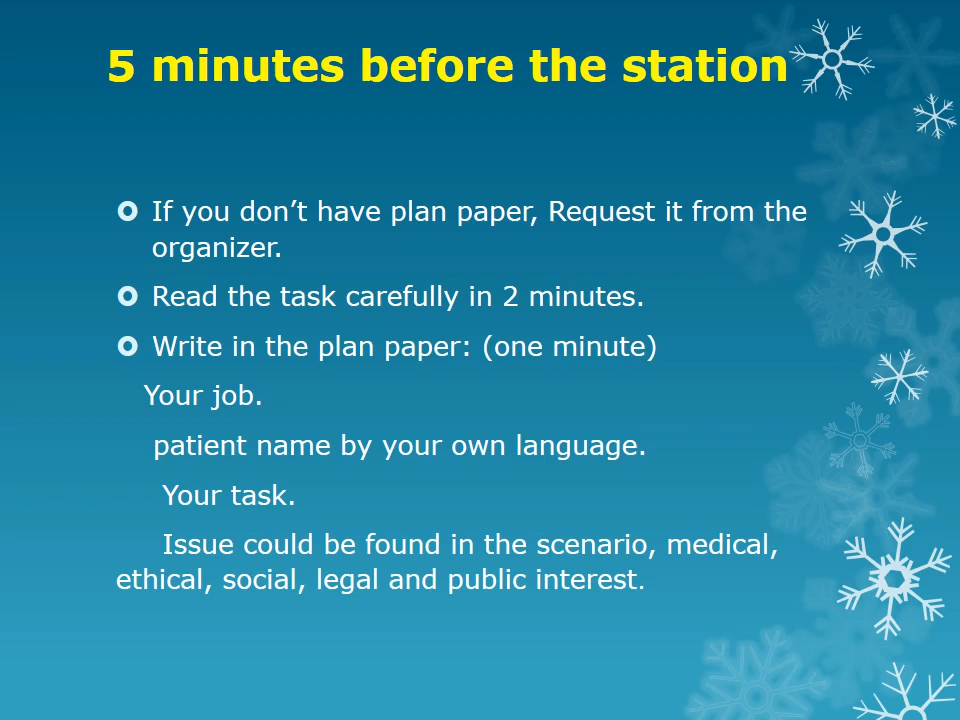 5 minutes before the station
If you don’t have plan paper, Request it from the
organizer.
Read the task carefully in 2 minutes.
Write in the plan paper: (one minute)
Your job.
patient name by your own language.
Your task.
Issue could be found in the scenario, medical,
ethical, social, legal and public interest.